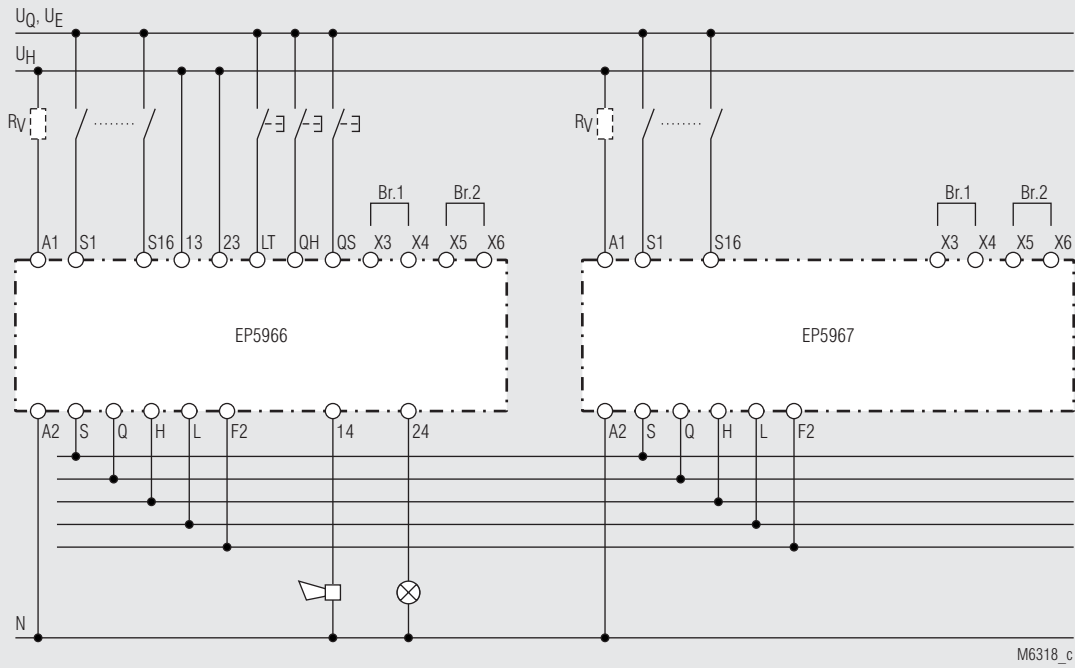 UQ, UE
UH
RV
RV
Br.1 Br.2 Br.1 Br.2
A1 S1 S16 13 23 LT QH QS X3 X4 X5 X6 A1 S1 S16 X3 X4 X5 X6
EP5966 EP5967
A2 S Q H L F2 14 24 A2 S Q H L F2
N
M6318_c